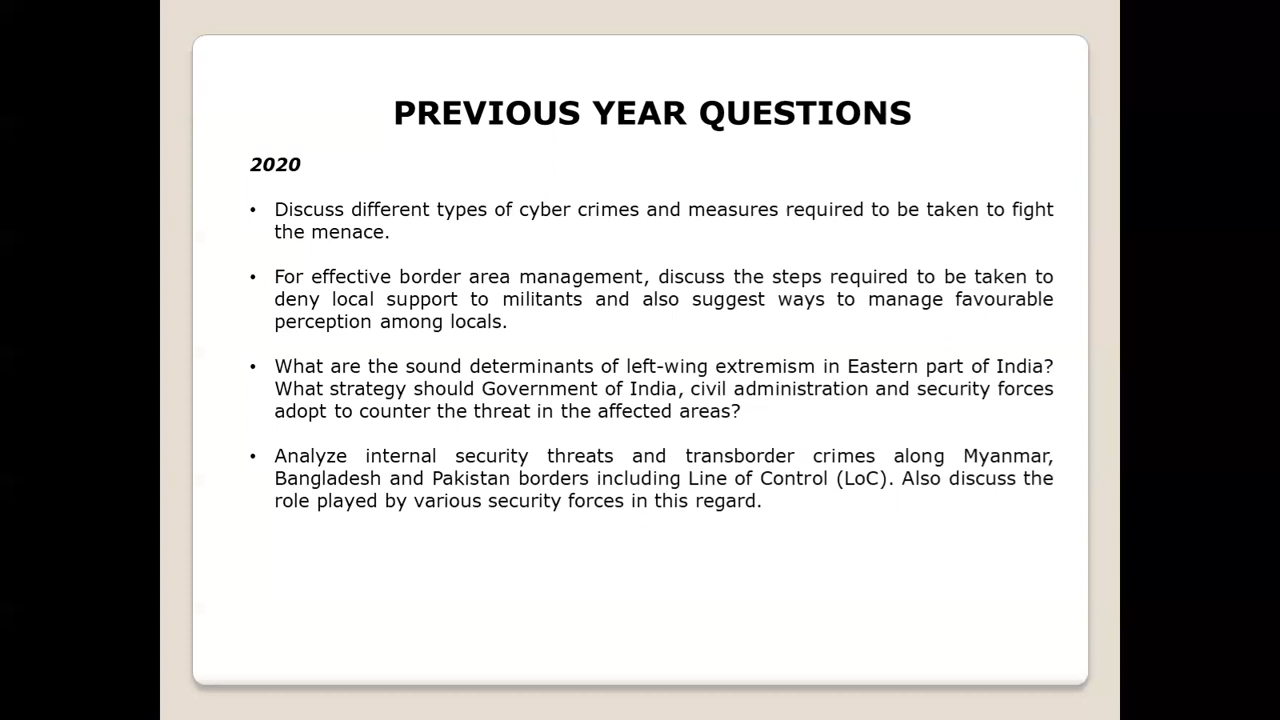 PREVIOUS YEAR QUESTIONS
2020
• Discuss different types of cyber crimes and measures required to be taken to fight
the menace.
• For effective border area management, discuss the steps required to be taken to
deny local support to militants and also suggest ways to manage favourable
perception among locals.
• What are the sound determinants of left-wing extremism in Eastern part of India?
What strategy should Government of India, civil administration and security forces
adopt to counter the threat in the affected areas?
• Analyze internal security threats and transborder crimes along Myanmar,
Bangladesh and Pakistan borders including Line of Control (LoC). Also discuss the
role played by various security forces in this regard.